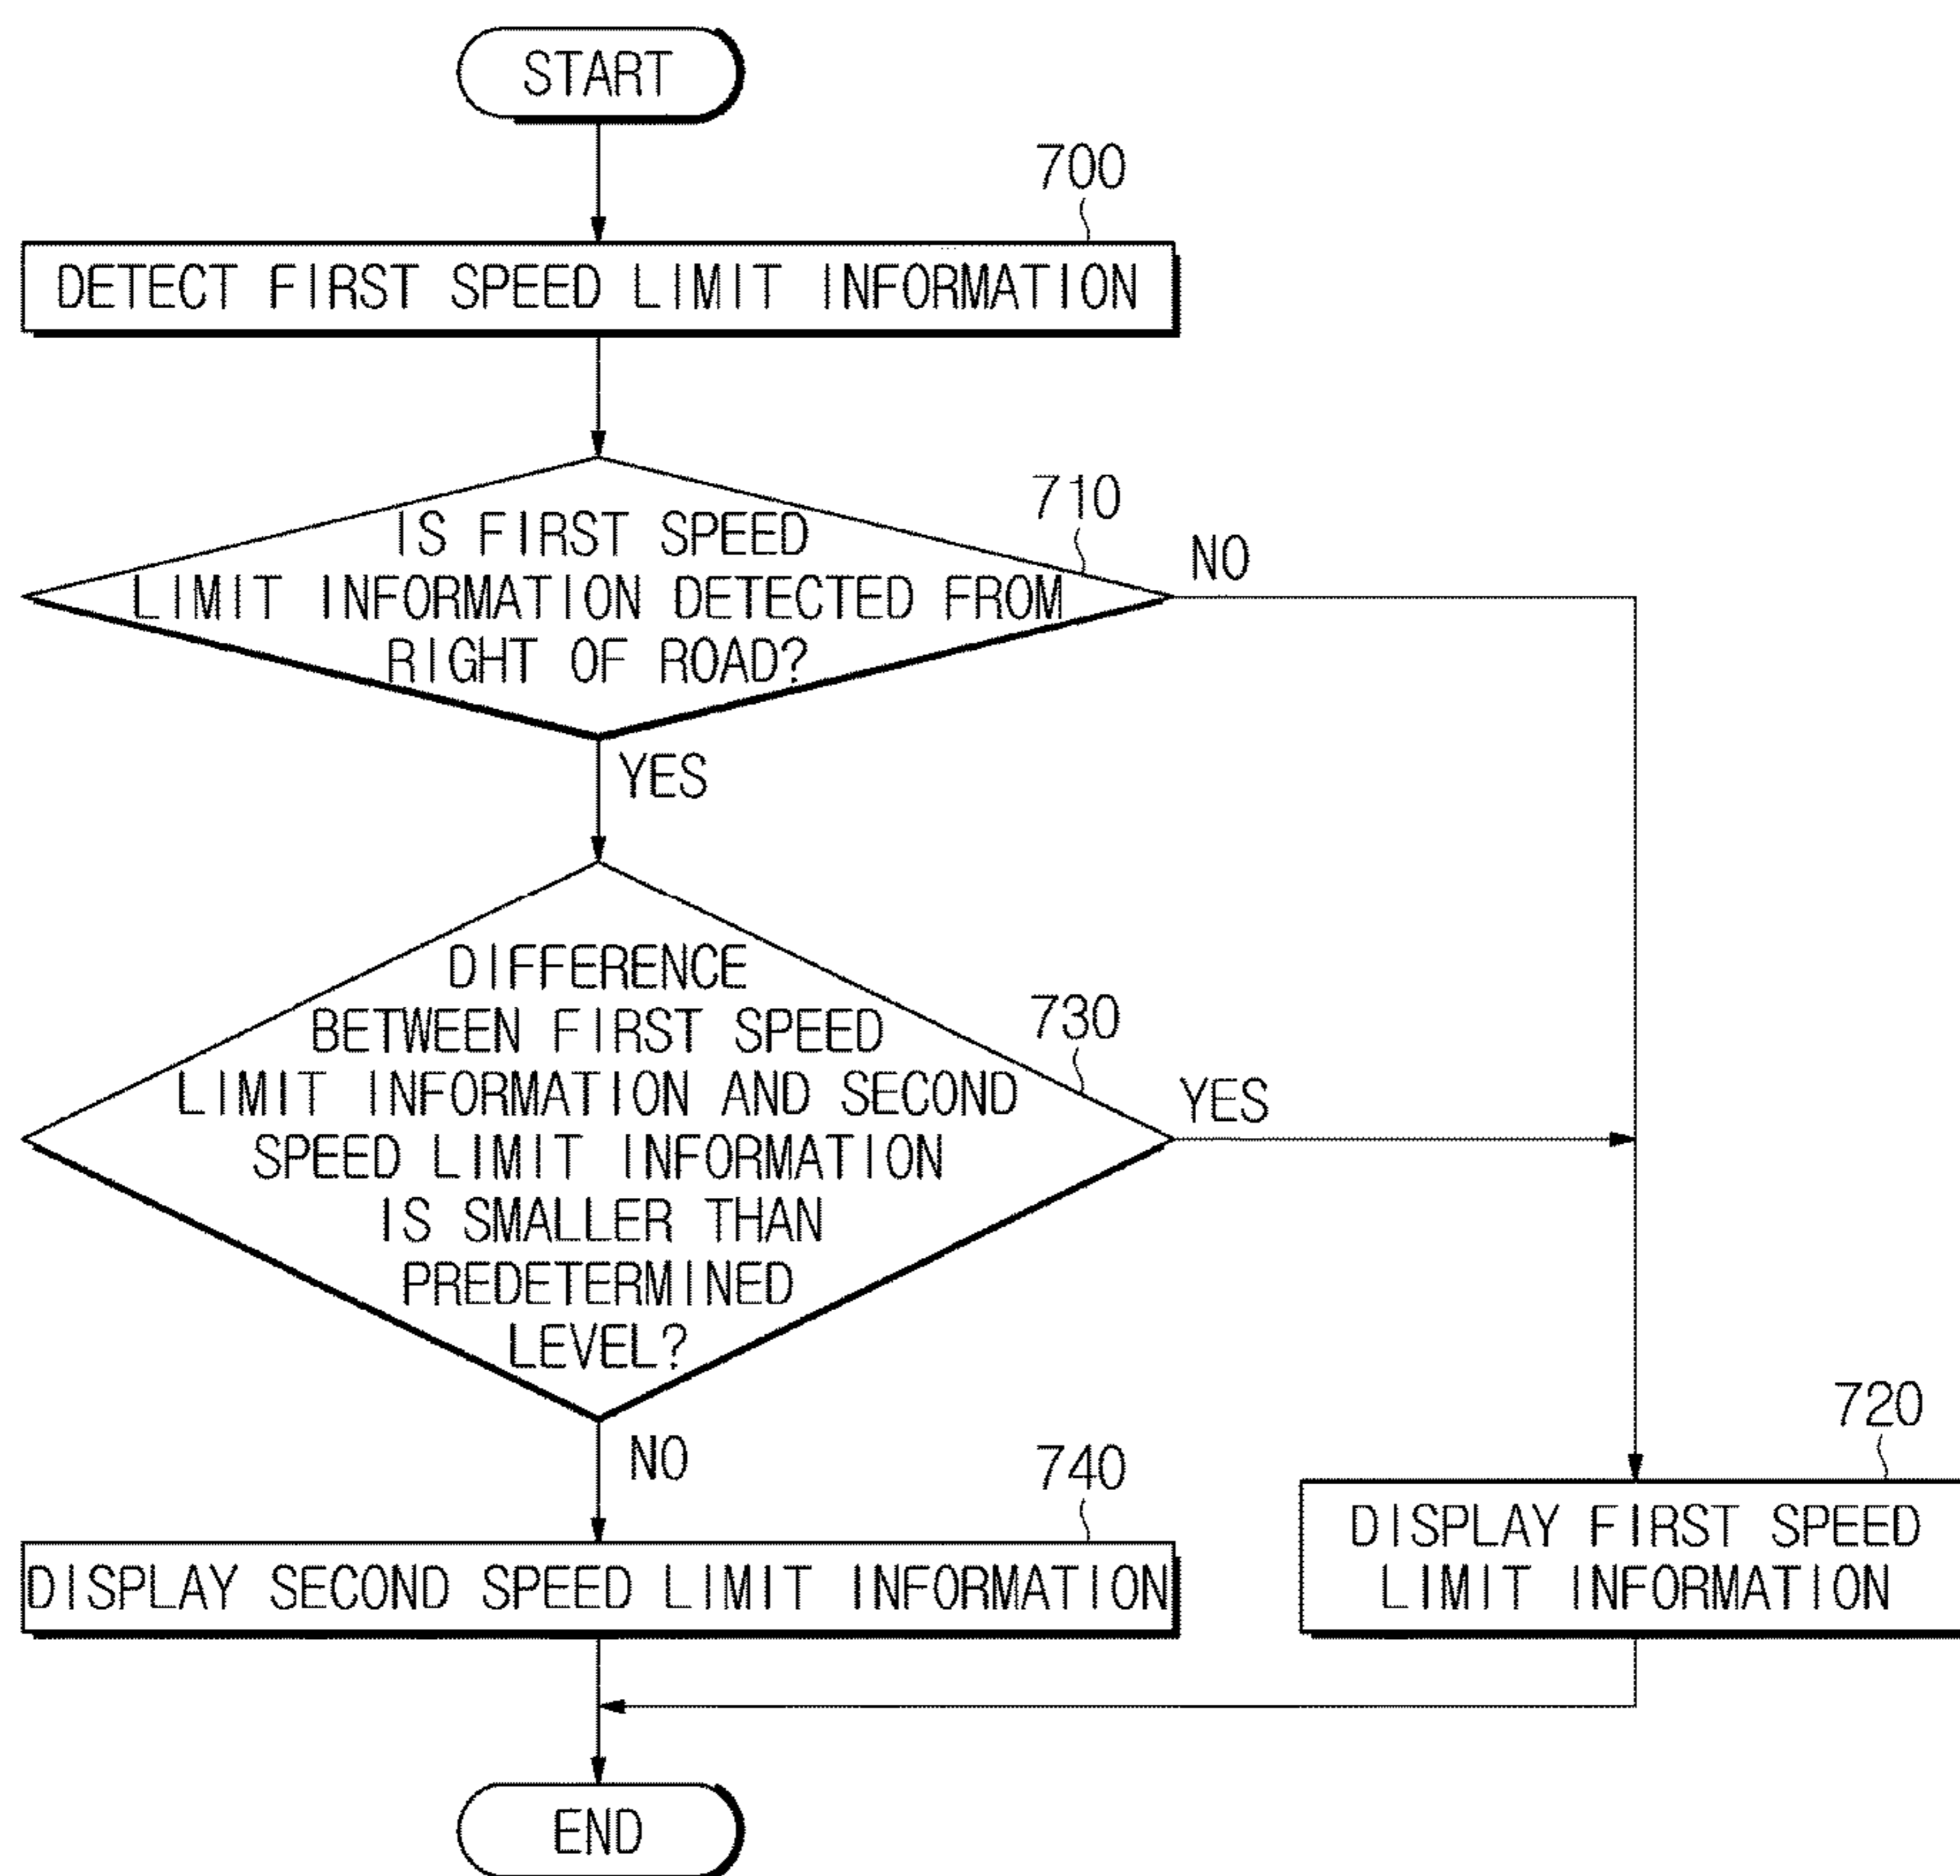 START
700
DETECT FIRST SPEED LIMIT INFORMATION
710
IS FIRST SPEED
LIMIT INFORMATION DETECTED FROM
RIGHT OF ROAD?
NO
YES
DIFFERENCE
BETWEEN FIRST SPEED
LIMIT INFORMATION AND SECOND
SPEED LIMIT INFORMATION
IS SMALLER THAN
PREDETERMINED
LEVEL?
730
YES
NO
740
DISPLAY SECOND SPEED LIMIT INFORMATION
720
DISPLAY FIRST SPEED
LIMIT INFORMATION
END